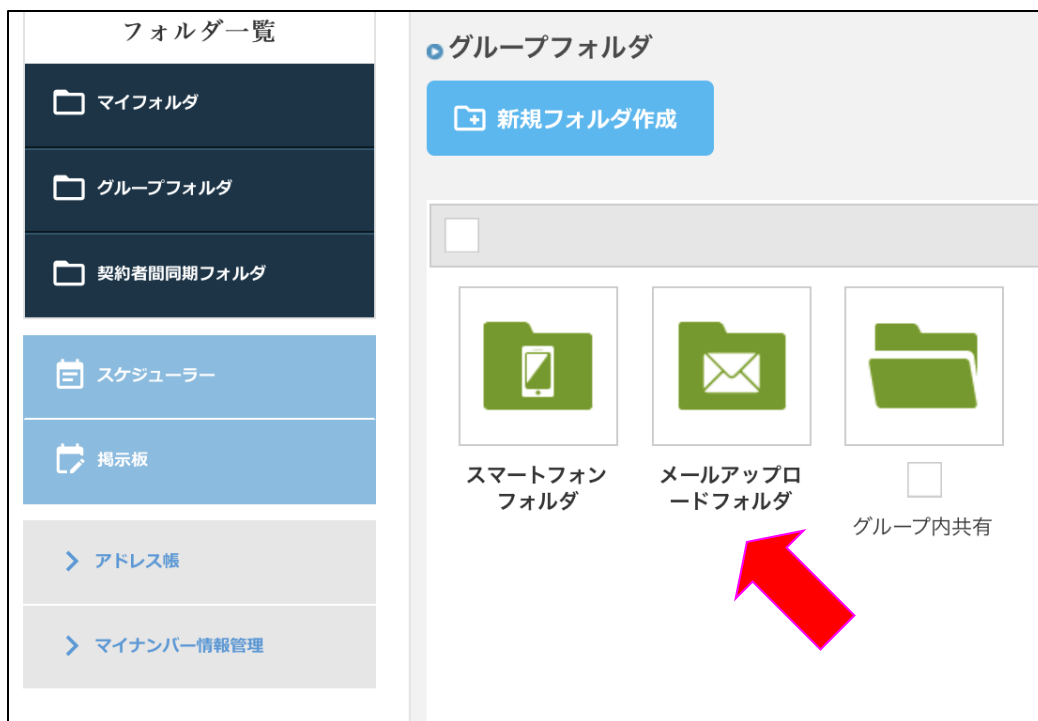 フォルダ一覧
マイフォルダ
グループフォルダ
契約者間同期フォルダ
スケジューラー
掲示板
アドレス帳
マイナンバー情報管理
グループフォルダ
新規フォルダ作成
スマートフォン
フォルダ
メールアップロ
ードフォルダ
グループ内共有